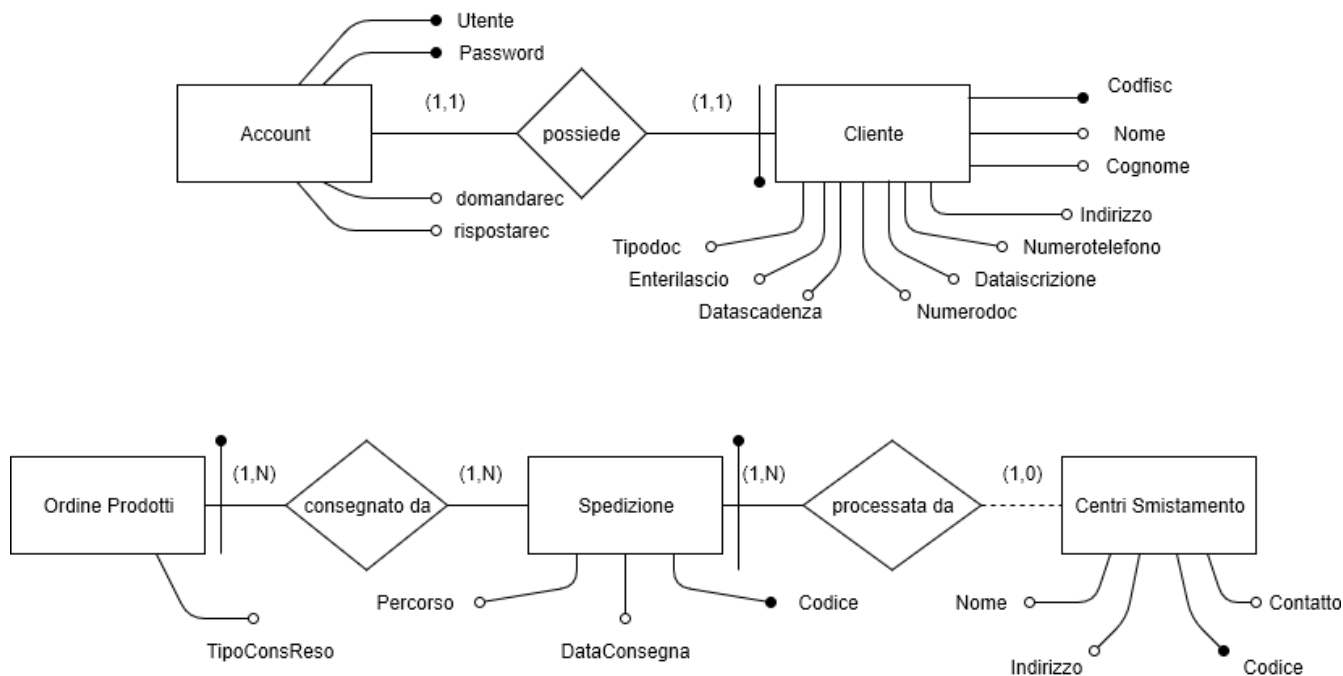 Utente
Password
(1,1)
(1,1)
Account
possiede
Cliente
Codfisc
Nome
Cognome
domandarec
rispostarec
Indirizzo
Tipodoc
Numerotelefono
Enterilascio
Dataiscrizione
Datascadenza
Numerodoc
(1,N)
(1,N)
(1,N)
(1,0)
Ordine Prodotti
consegnato da
Spedizione
processata da
Centri Smistamento
Percorso
Codice
Nome
Contatto
TipoConsReso
DataConsegna
Indirizzo
Codice